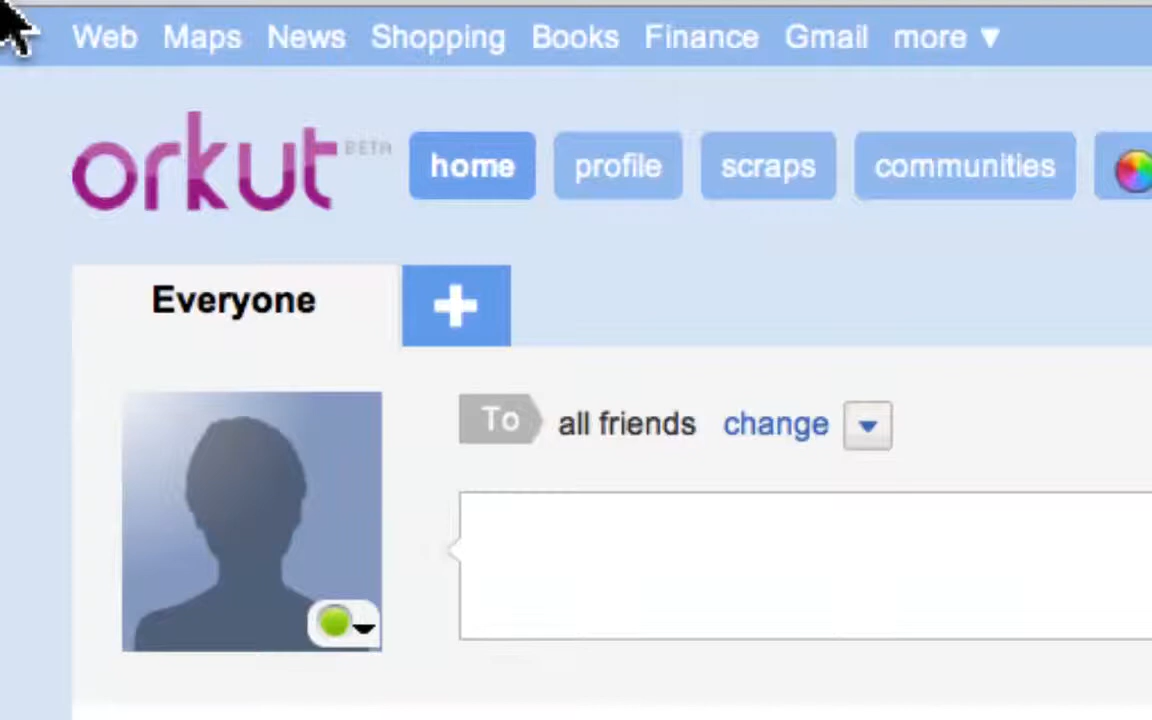 Web Maps News Shopping Books Finance Gmail more ▼
orkut BETA home profile scraps communities
Everyone
To all friends change